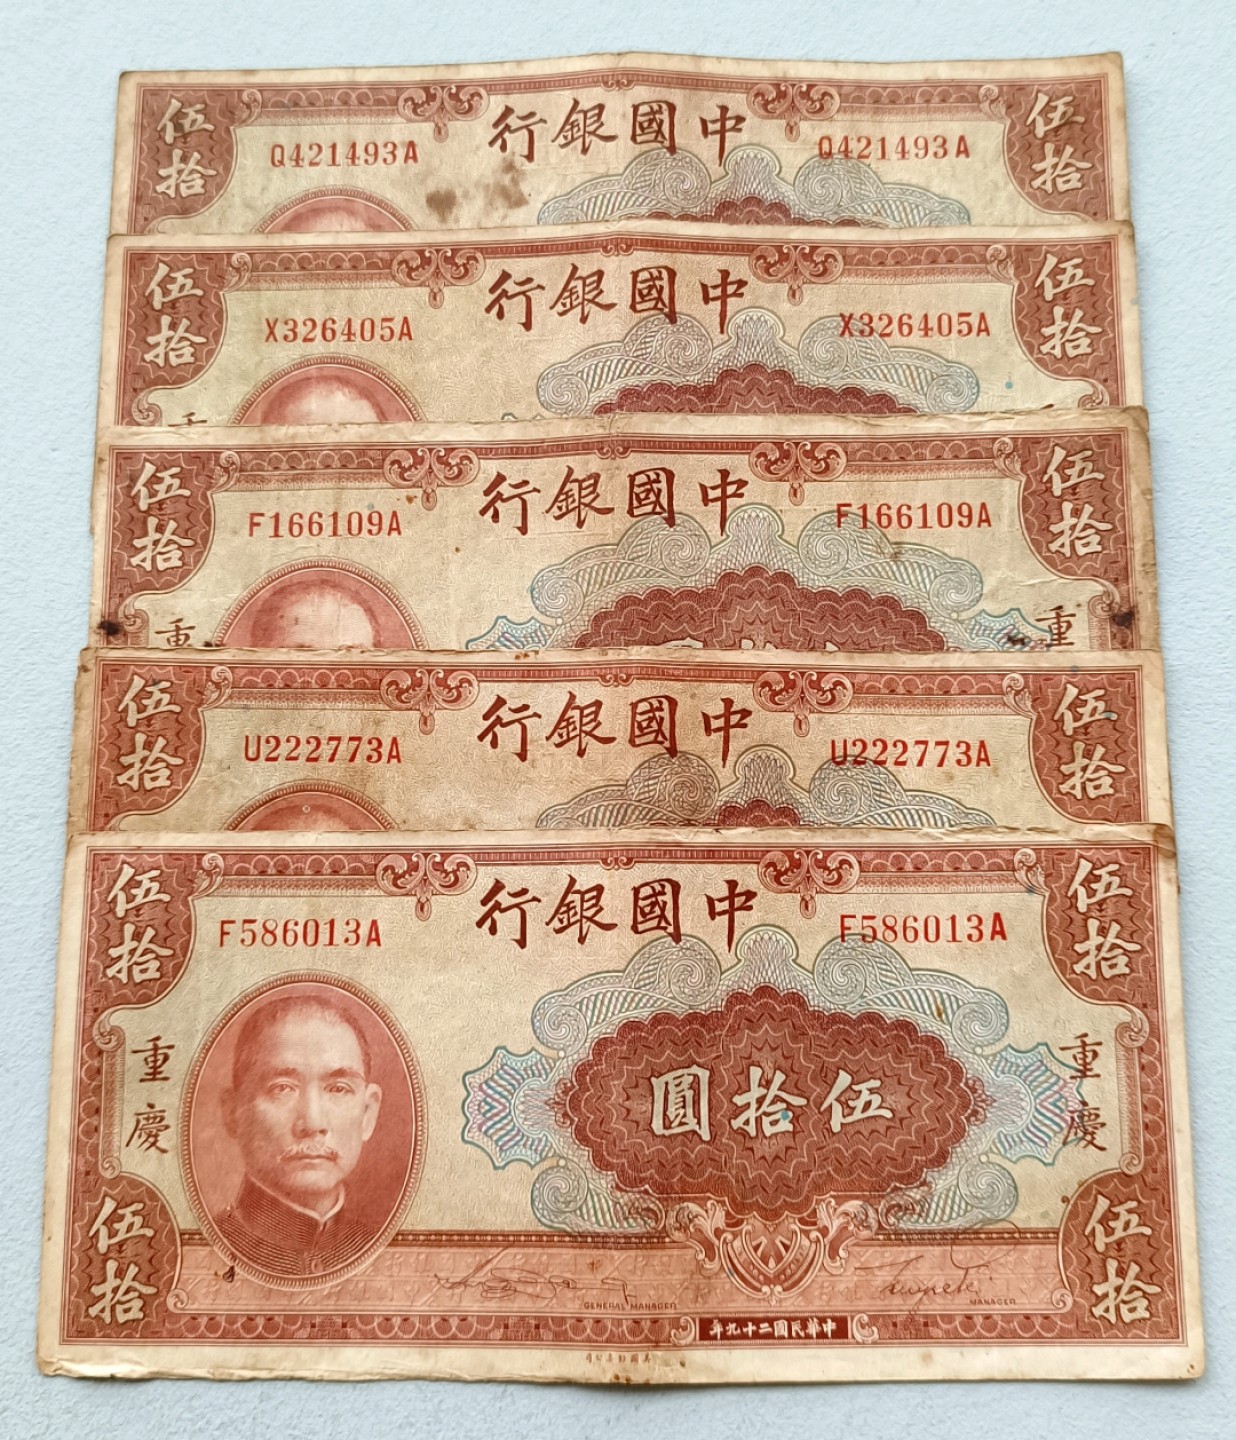 中國銀行
伍拾
伍拾
Q421493A
Q421493A
中國銀行
伍拾
伍拾
X326405A
X326405A
中國銀行
伍拾
伍拾
F166109A
F166109A
重
重
中國銀行
伍拾
伍拾
U222773A
U222773A
中國銀行
伍拾
伍拾
F586013A
F586013A
重慶
重慶
伍拾圓
伍拾
伍拾
GENERAL MANAGER
MANAGER
中華民國二十九年